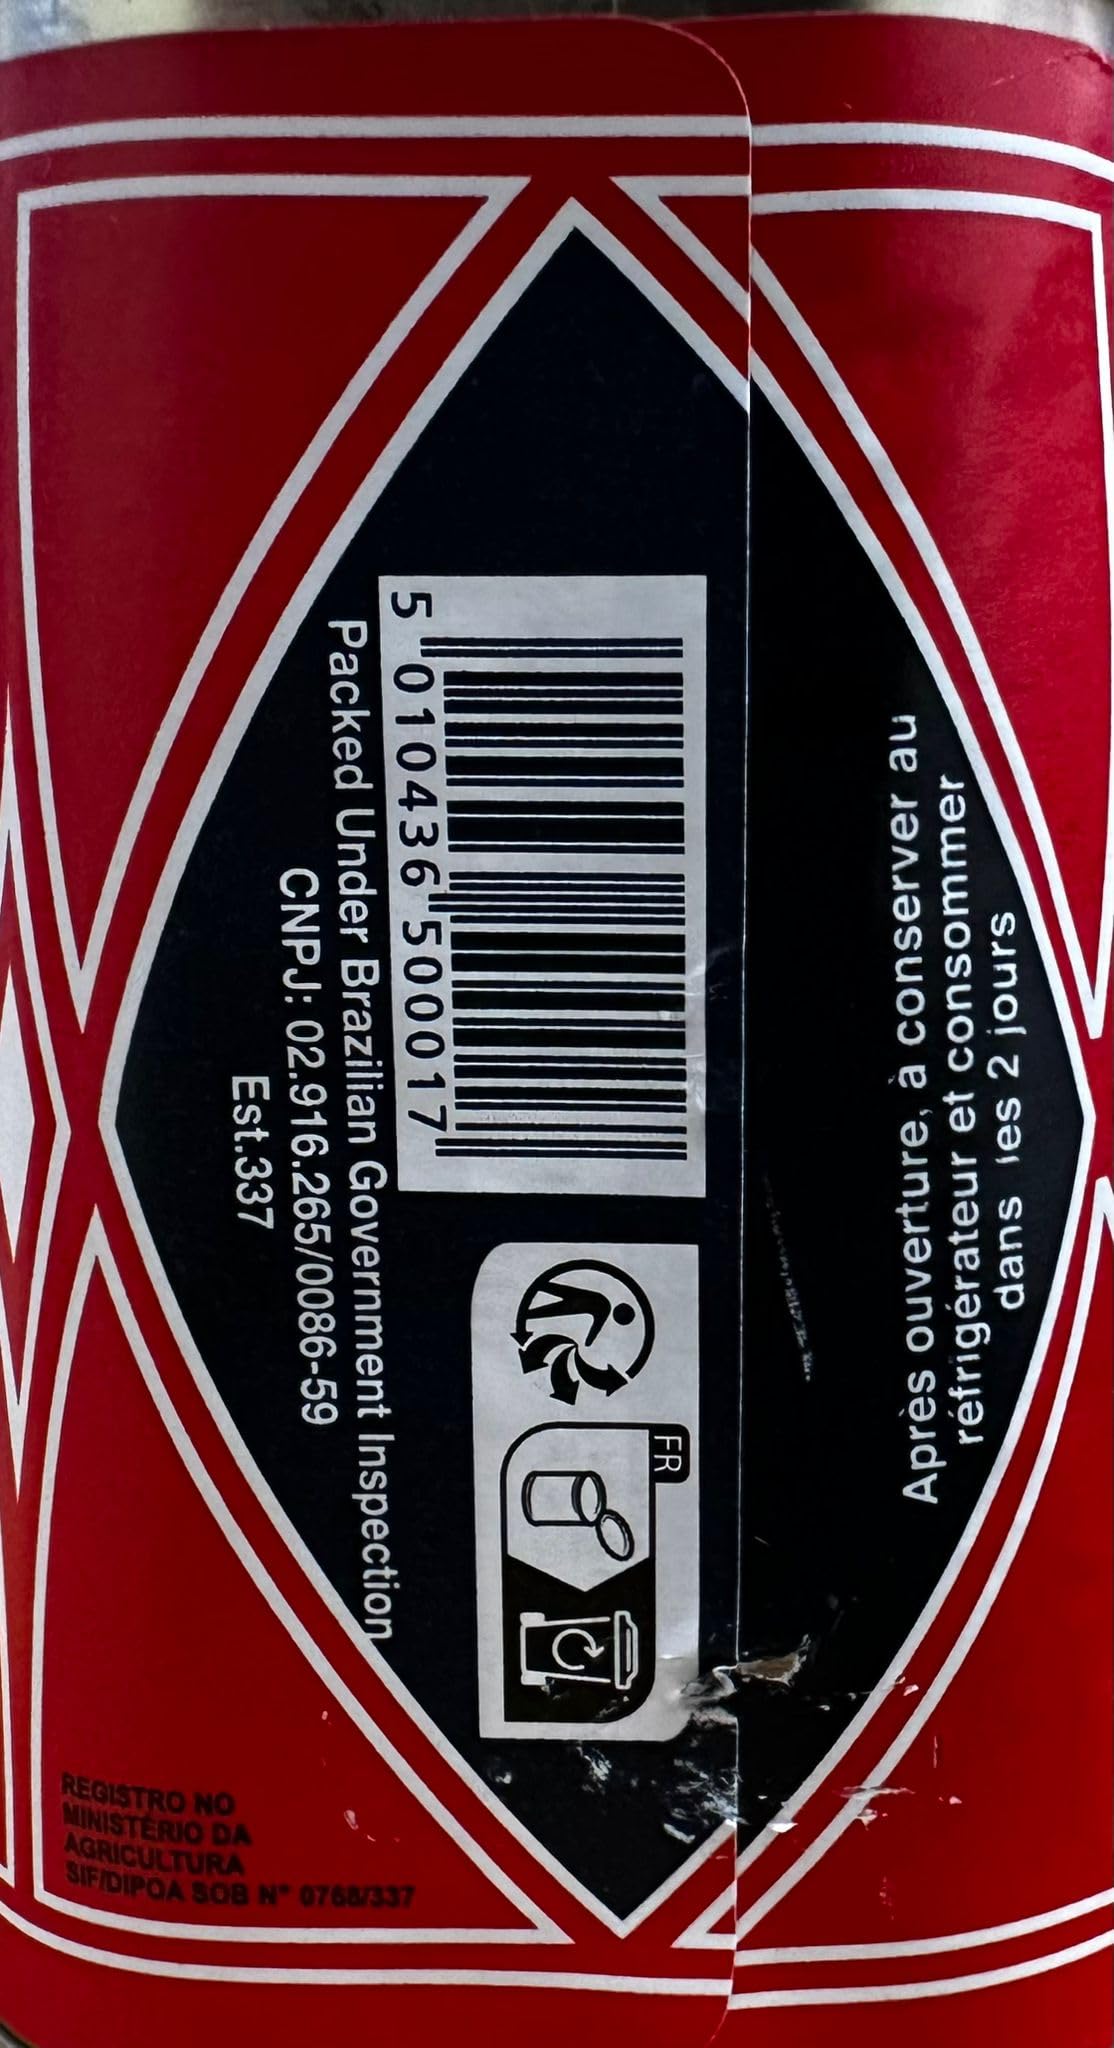 5 010436 500017
Packed Under Brazilian Government Inspection
CNPJ: 02.916.265/0086-59
Est.337
FR
Après ouverture, à conserver au
réfrigérateur et consommer
dans les 2 jours
REGISTRO NO
MINISTÉRIO DA
AGRICULTURA
SIF/DIPOA SOB N° 0768/337